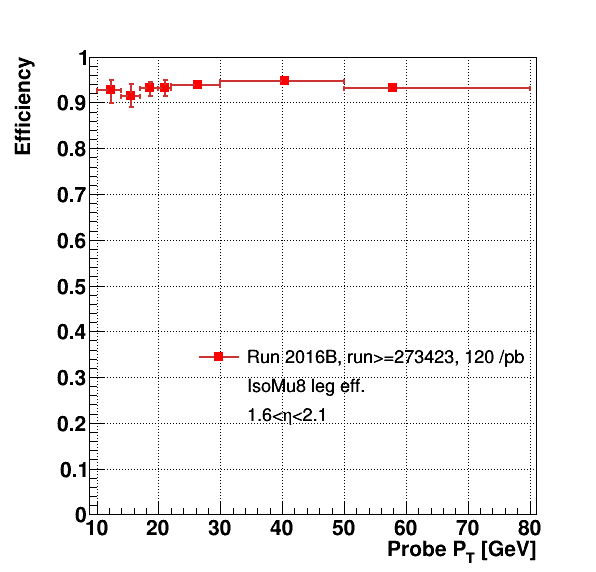 Efficiency
1
0.9
0.8
0.7
0.6
0.5
0.4
0.3
0.2
0.1
0
Run 2016B, run>=273423, 120 /pb
IsoMu8 leg eff.
1.6<η<2.1
10 20 30 40 50 60 70 80
Probe P_T [GeV]